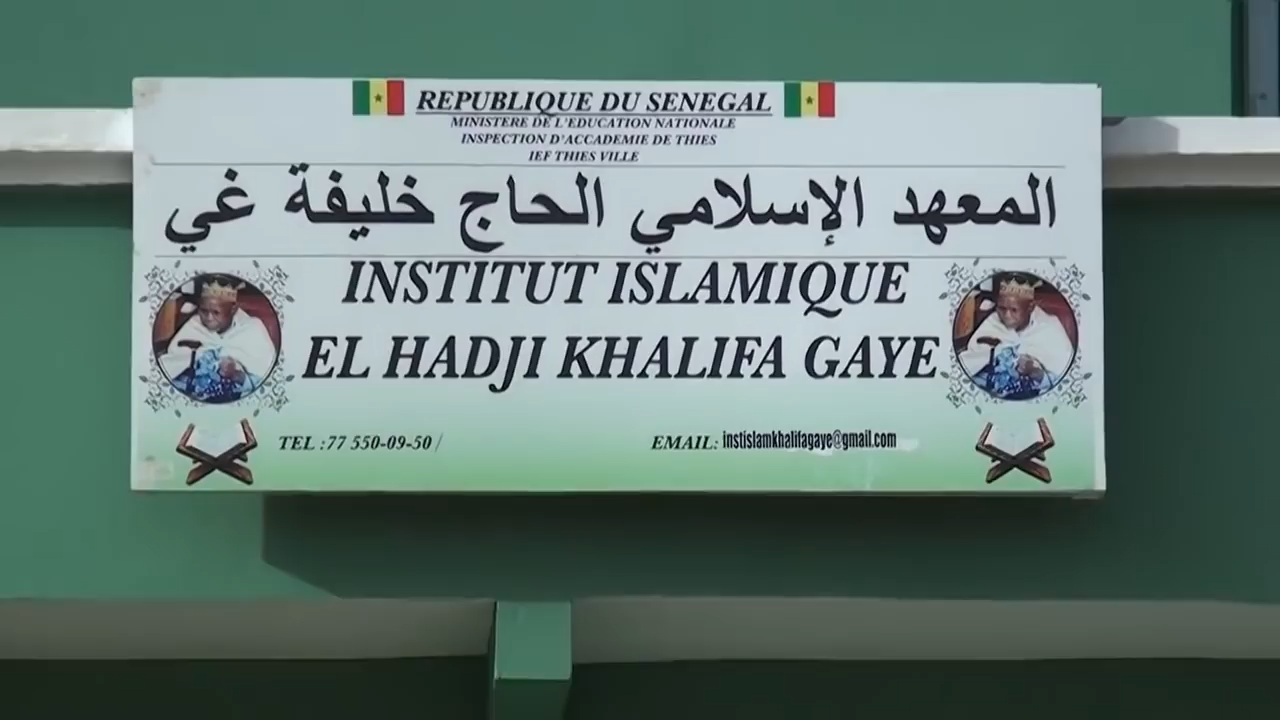 REPUBLIQUE DU SENEGAL
MINISTERE DE L'EDUCATION NATIONALE
INSPECTION D'ACCADEMIE DE THIES
IEF THIES VILLE
المعهد الإسلامي الحاج خليفة غي
INSTITUT ISLAMIQUE
EL HADJI KHALIFA GAYE
TEL :77 550-09-50 / EMAIL: instislamkhalifagaye@gmail.com